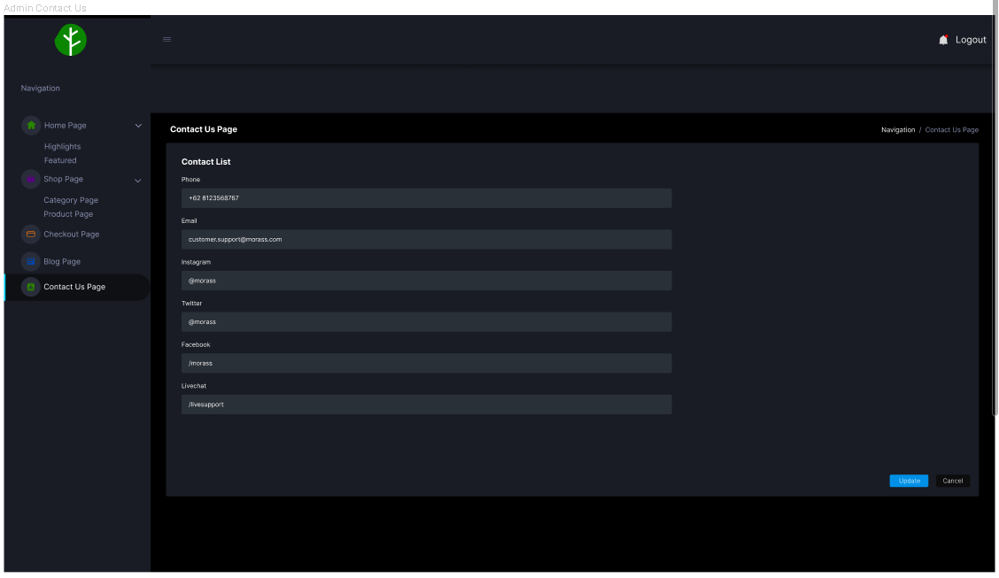 Admin Contact Us
Logout
Navigation
Home Page
Highlights
Featured
Shop Page
Category Page
Product Page
Checkout Page
Blog Page
Contact Us Page
Contact Us Page
Navigation / Contact Us Page
Contact List
Phone
+62 8123568767
Email
customer.support@morass.com
Instagram
@morass
Twitter
@morass
Facebook
/morass
Livechat
/livesupport
Update
Cancel